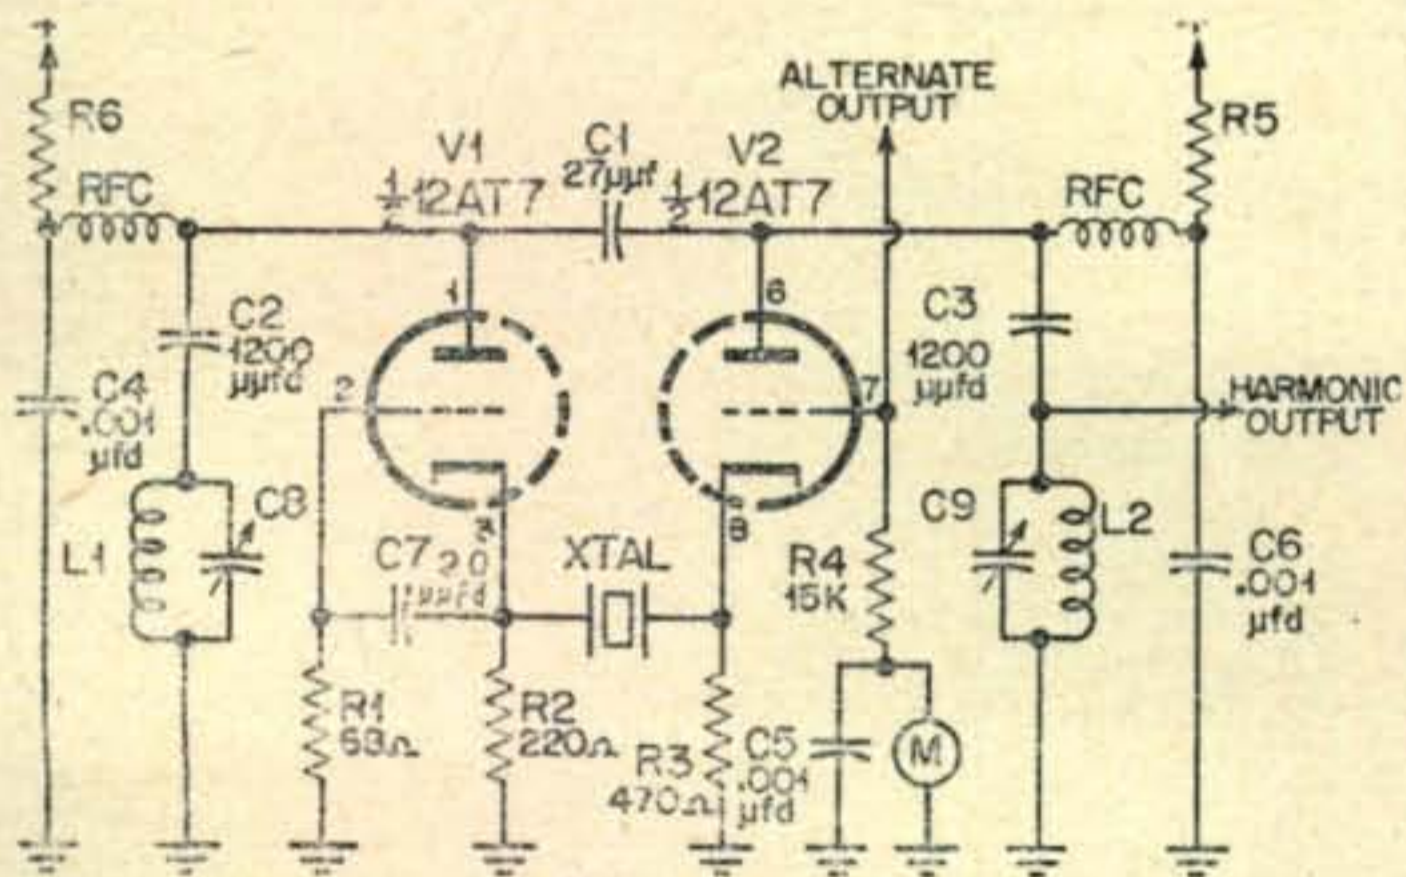 R6
RFC
V1
½12AT7
C1
27µµf
V2
½12AT7
ALTERNATE
OUTPUT
R5
RFC
1
6
C2
1200
µµfd
C3
1200
µµfd
C4
.001
µfd
2
7
HARMONIC
OUTPUT
C8
L1
8
C7 20
µµfd
XTAL
R4
15K
C9
L2
C6
.001
µfd
R1
68Ω
R2
220Ω
R3
470Ω
C5
.001
µfd
M